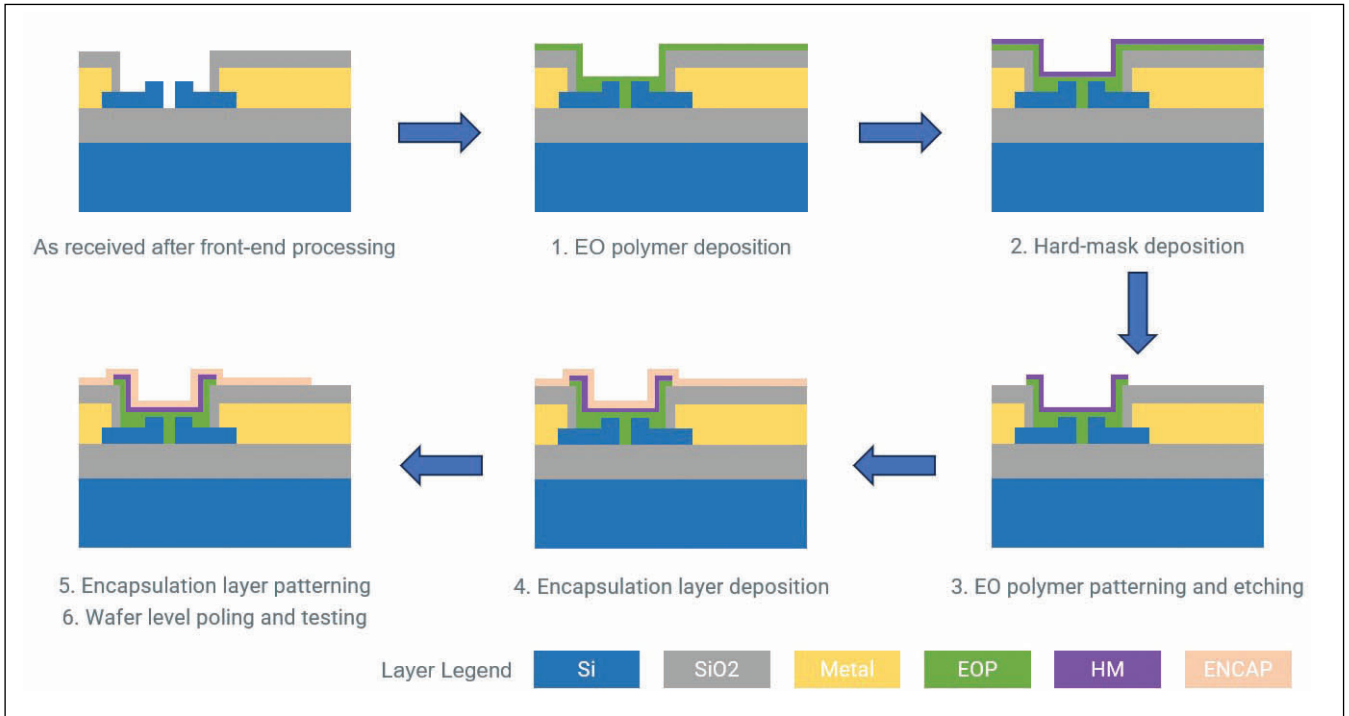 As received after front-end processing
1. EO polymer deposition
2. Hard-mask deposition
5. Encapsulation layer patterning
6. Wafer level poling and testing
4. Encapsulation layer deposition
3. EO polymer patterning and etching
Layer Legend
Si
SiO2
Metal
EOP
HM
ENCAP